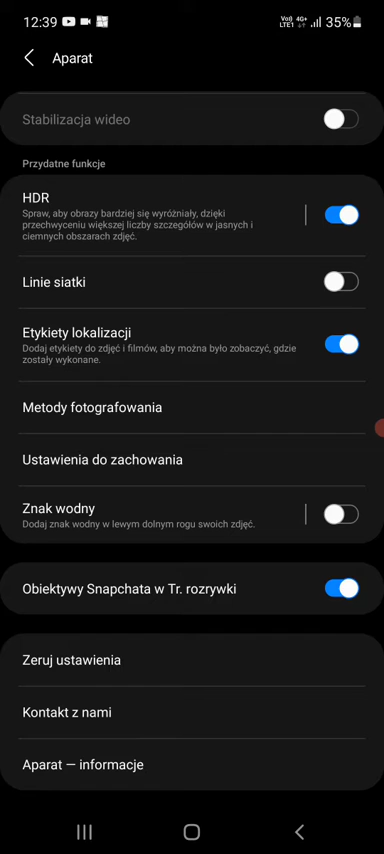 12:39
Vo)) 4G+
LTE1
35%
Aparat
Stabilizacja wideo
Przydatne funkcje
HDR
Spraw, aby obrazy bardziej się wyróżniały, dzięki
przechwyceniu większej liczby szczegółów w jasnych i
ciemnych obszarach zdjęć.
Linie siatki
Etykiety lokalizacji
Dodaj etykiety do zdjęć i filmów, aby można było zobaczyć, gdzie
zostały wykonane.
Metody fotografowania
Ustawienia do zachowania
Znak wodny
Dodaj znak wodny w lewym dolnym rogu swoich zdjęć.
Obiektywy Snapchata w Tr. rozrywki
Zeruj ustawienia
Kontakt z nami
Aparat — informacje